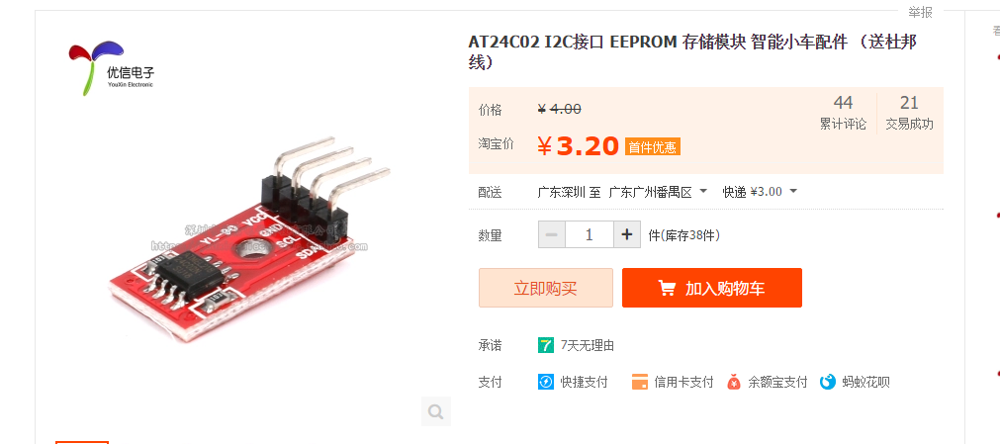 举报
优信电子
YouXin Electronic
AT24C02 I2C接口 EEPROM 存储模块 智能小车配件 （送杜邦
线）
价格 ¥ 4.00
44 21
累计评论 交易成功
淘宝价 ¥ 3.20 首件优惠
配送 广东深圳 至 广东广州番禺区 快递 ¥3.00
数量 1 件(库存38件)
立即购买 加入购物车
承诺 7 7天无理由
支付 快捷支付 信用卡支付 余额宝支付 蚂蚁花呗
YL-90 VCC
GND
SCL
SDA